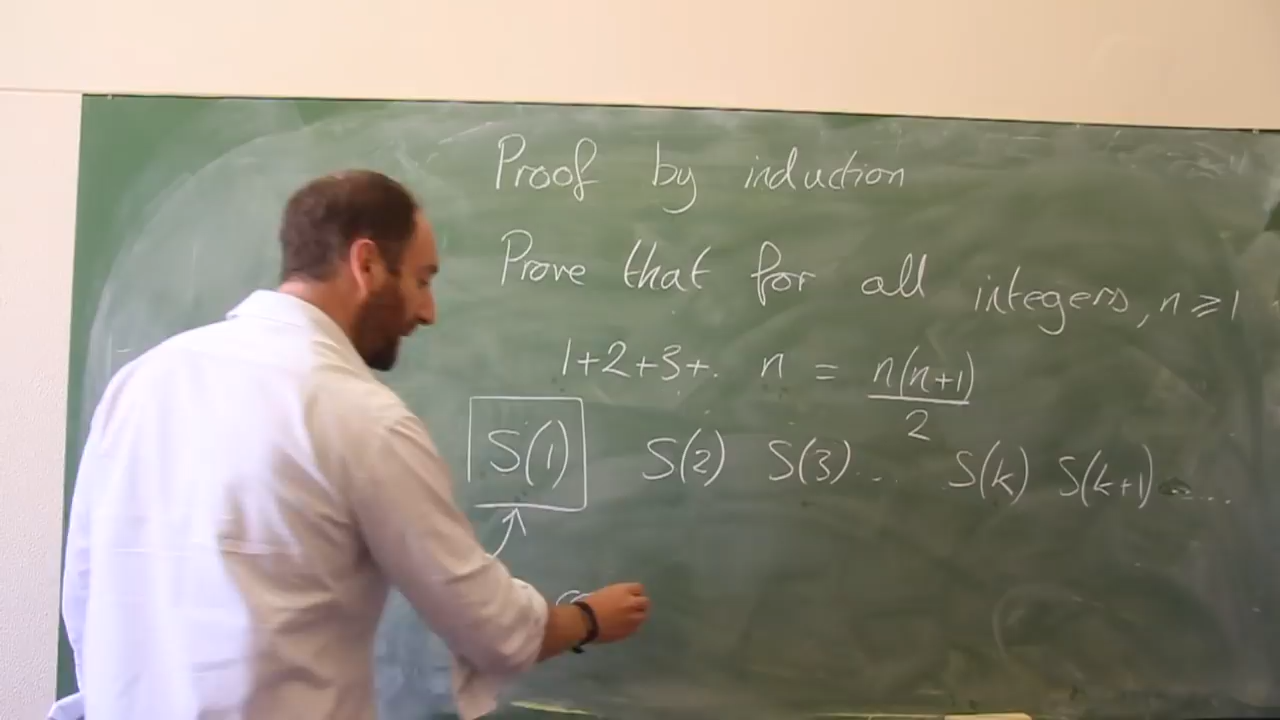 Proof by induction
Prove that for all integers, n ⩾ 1
1+2+3+.  n = n(n+1)/2
S(1) S(2) S(3)... S(k) S(k+1) ....